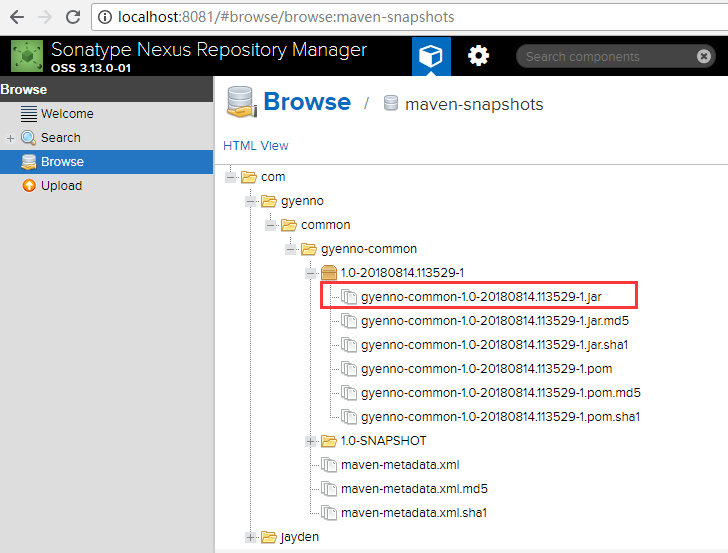 localhost:8081/#browse/browse:maven-snapshots
Sonatype Nexus Repository Manager
OSS 3.13.0-01
Search components
Browse
Welcome
Search
Browse
Upload
Browse / maven-snapshots
HTML View
com
gyenno
common
gyenno-common
1.0-20180814.113529-1
gyenno-common-1.0-20180814.113529-1.jar
gyenno-common-1.0-20180814.113529-1.jar.md5
gyenno-common-1.0-20180814.113529-1.jar.sha1
gyenno-common-1.0-20180814.113529-1.pom
gyenno-common-1.0-20180814.113529-1.pom.md5
gyenno-common-1.0-20180814.113529-1.pom.sha1
1.0-SNAPSHOT
maven-metadata.xml
maven-metadata.xml.md5
maven-metadata.xml.sha1
jayden